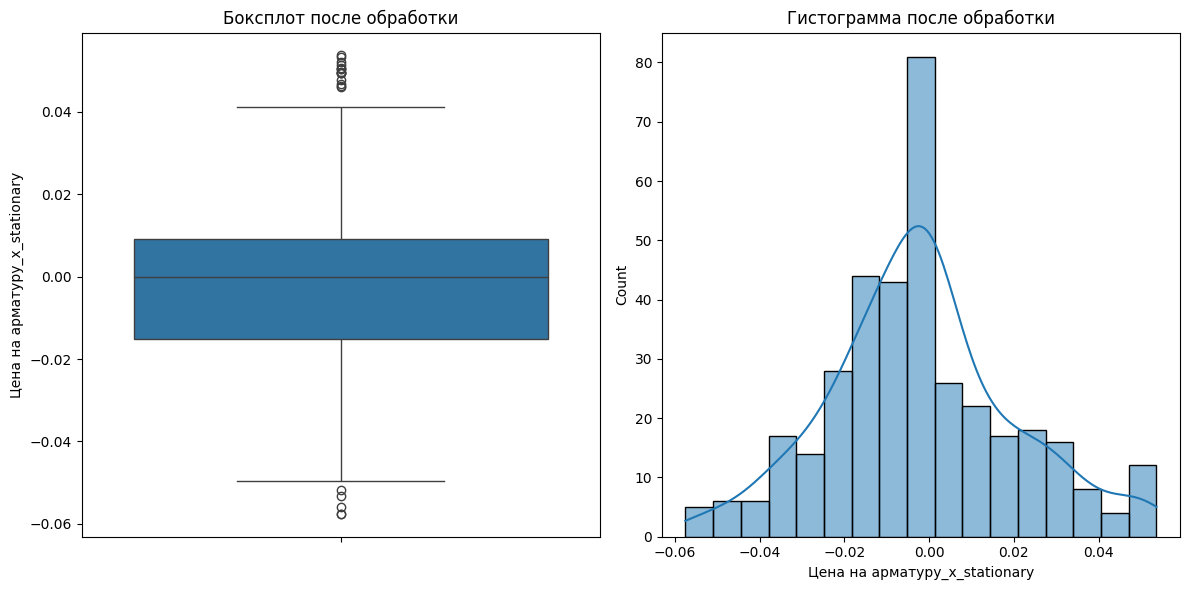 Боксплот после обработки
Цена на арматуру_x_stationary
0.04
0.02
0.00
−0.02
−0.04
−0.06
Гистограмма после обработки
Count
80
70
60
50
40
30
20
10
0
−0.06 −0.04 −0.02 0.00 0.02 0.04
Цена на арматуру_x_stationary